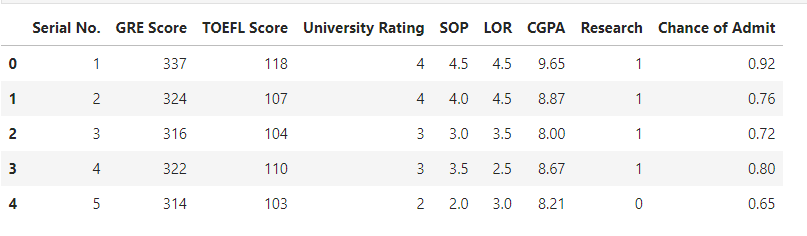 Serial No. GRE Score TOEFL Score University Rating SOP LOR CGPA Research Chance of Admit
0 1 337 118 4 4.5 4.5 9.65 1 0.92
1 2 324 107 4 4.0 4.5 8.87 1 0.76
2 3 316 104 3 3.0 3.5 8.00 1 0.72
3 4 322 110 3 3.5 2.5 8.67 1 0.80
4 5 314 103 2 2.0 3.0 8.21 0 0.65